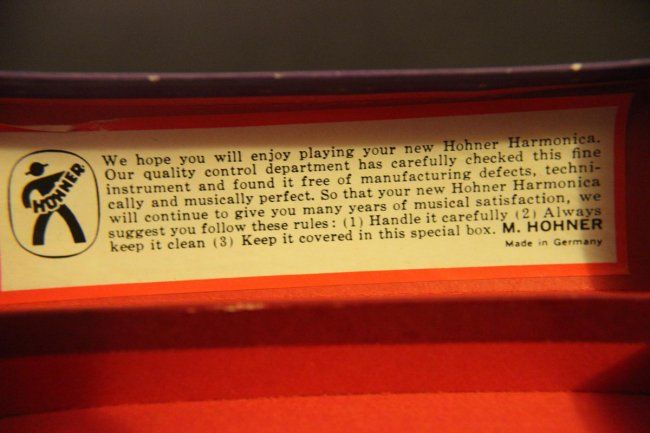 HOHNER
We hope you will enjoy playing your new Hohner Harmonica.
Our quality control department has carefully checked this fine
instrument and found it free of manufacturing defects, techni-
cally and musically perfect. So that your new Hohner Harmonica
will continue to give you many years of musical satisfaction, we
suggest you follow these rules: (1) Handle it carefully (2) Always
keep it clean (3) Keep it covered in this special box. M. HOHNER
Made in Germany